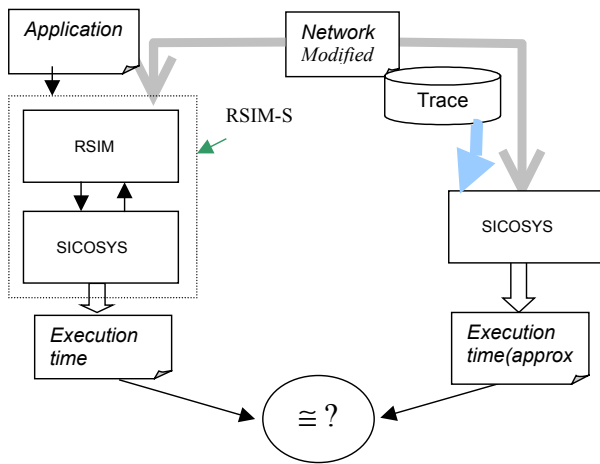 Application
Network
Modified
Trace
RSIM-S
RSIM
SICOSYS
SICOSYS
Execution
time
Execution
time(approx
≅ ?